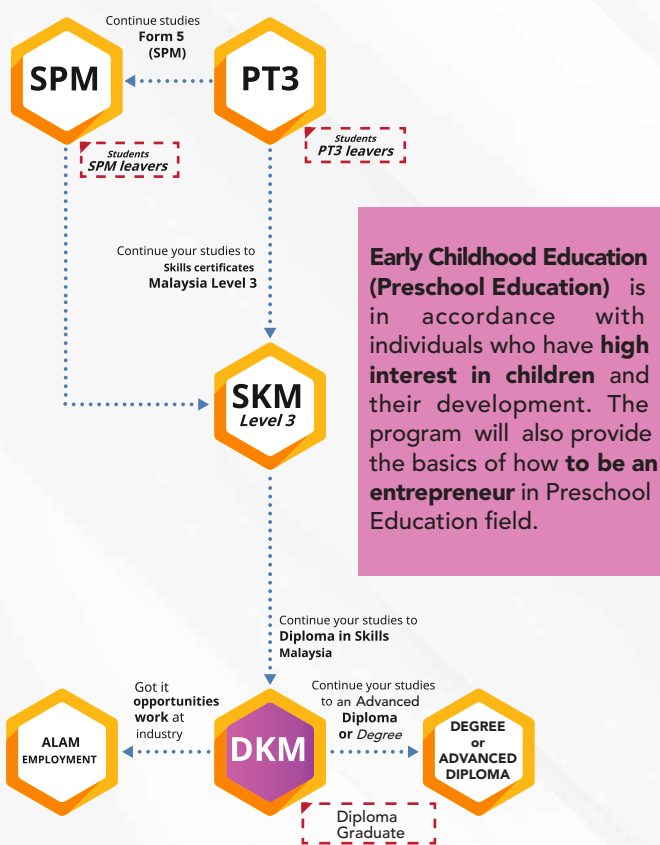 Continue studies
Form 5
(SPM)
SPM
PT3
Students
SPM leavers
Students
PT3 leavers
Continue your studies to
Skills certificates
Malaysia Level 3
Early Childhood Education
(Preschool Education) is
in accordance with
individuals who have high
interest in children and
their development. The
program will also provide
the basics of how to be an
entrepreneur in Preschool
Education field.
SKM
Level 3
Continue your studies to
Diploma in Skills
Malaysia
Got it
opportunities
work at
industry
Continue your studies
to an Advanced
Diploma
or Degree
ALAM
EMPLOYMENT
DKM
DEGREE
or
ADVANCED
DIPLOMA
Diploma
Graduate